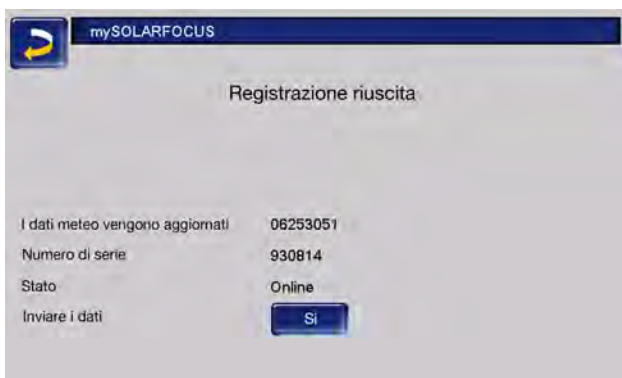 mySOLARFOCUS
Registrazione riuscita
I dati meteo vengono aggiornati 06253051
Numero di serie 930814
Stato Online
Inviare i dati Si